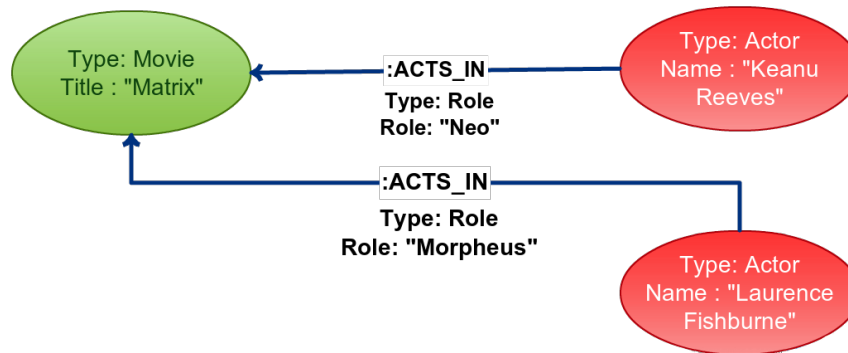 Type: Movie
Title : "Matrix"
:ACTS_IN
Type: Role
Role: "Neo"
Type: Actor
Name : "Keanu
Reeves"
:ACTS_IN
Type: Role
Role: "Morpheus"
Type: Actor
Name : "Laurence
Fishburne"